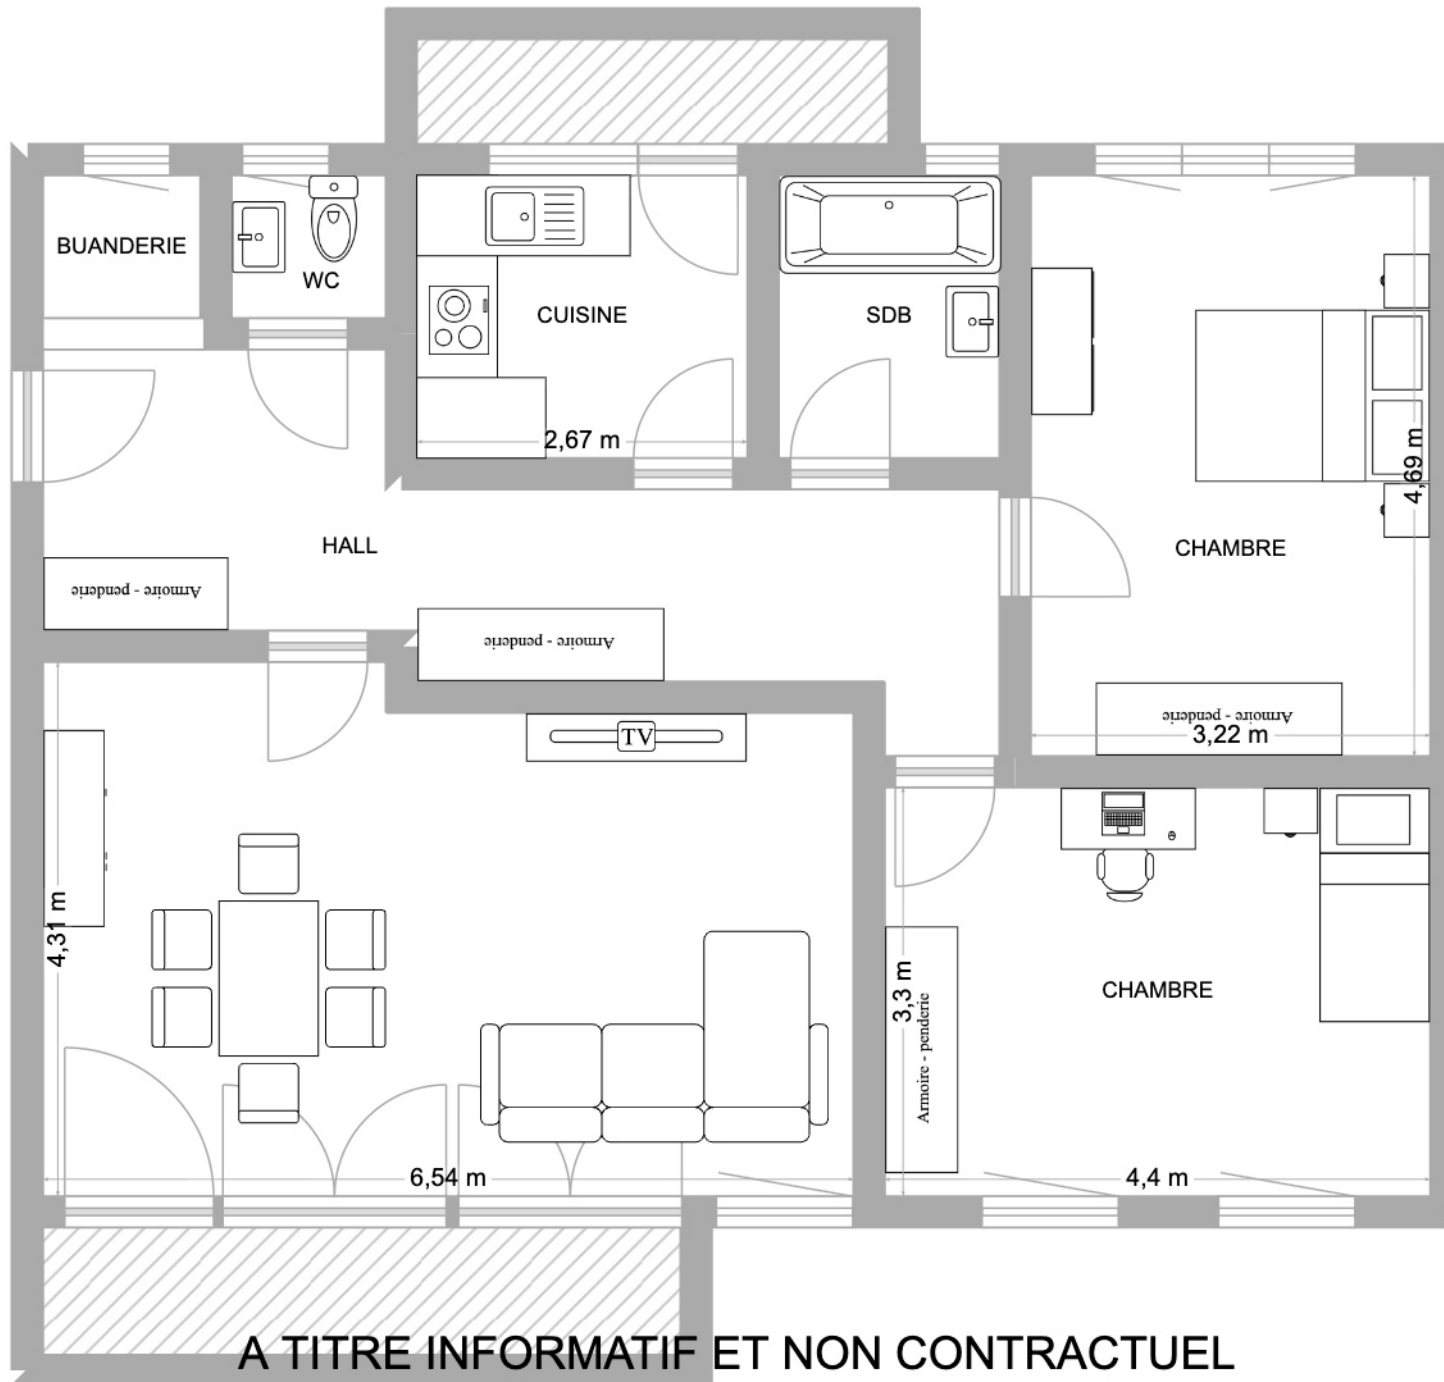 BUANDERIE
WC
CUISINE
SDB
2,67 m
4,69 m
HALL
CHAMBRE
Armoire - penderie
Armoire - penderie
Armoire - penderie
3,22 m
TV
4,31 m
3,3 m
Armoire - penderie
CHAMBRE
6,54 m
4,4 m
A TITRE INFORMATIF ET NON CONTRACTUEL